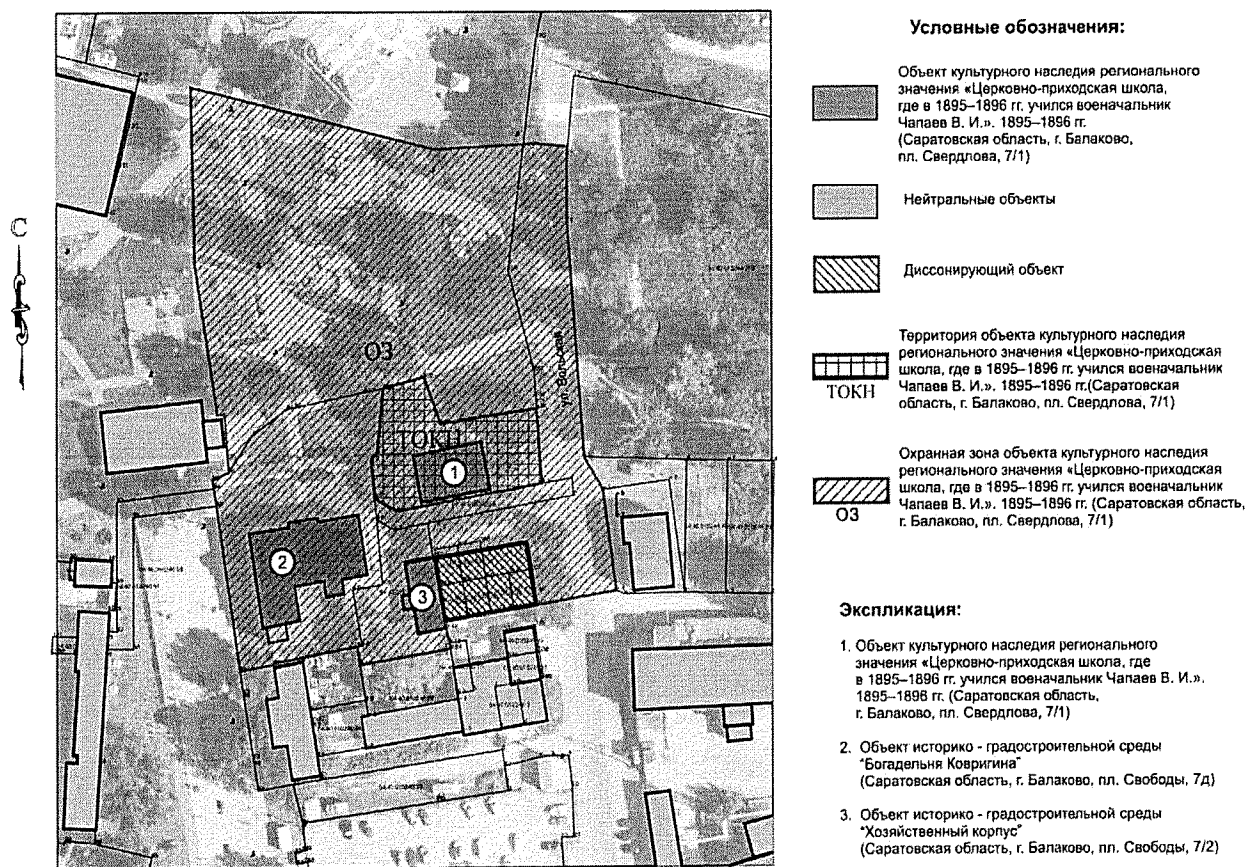 С
ОЗ
ТОКН
ул. Вольская
1
2
3
Условные обозначения:
Объект культурного наследия регионального
значения «Церковно-приходская школа,
где в 1895–1896 гг. учился военачальник
Чапаев В. И.». 1895–1896 гг.
(Саратовская область, г. Балаково,
пл. Свердлова, 7/1)
Нейтральные объекты
Диссонирующий объект
Территория объекта культурного наследия
регионального значения «Церковно-приходская
школа, где в 1895–1896 гг. учился военачальник
Чапаев В. И.». 1895–1896 гг.(Саратовская
область, г. Балаково, пл. Свердлова, 7/1)
ТОКН
Охранная зона объекта культурного наследия
регионального значения «Церковно-приходская
школа, где в 1895–1896 гг. учился военачальник
Чапаев В. И.». 1895–1896 гг. (Саратовская область,
г. Балаково, пл. Свердлова, 7/1)
ОЗ
Экспликация:
1. Объект культурного наследия регионального
значения «Церковно-приходская школа, где
в 1895–1896 гг. учился военачальник Чапаев В. И.».
1895–1896 гг. (Саратовская область,
г. Балаково, пл. Свердлова, 7/1)
2. Объект историко - градостроительной среды
"Богадельня Ковригина"
(Саратовская область, г. Балаково, пл. Свободы, 7д)
3. Объект историко - градостроительной среды
"Хозяйственный корпус"
(Саратовская область, г. Балаково, пл. Свободы, 7/2)